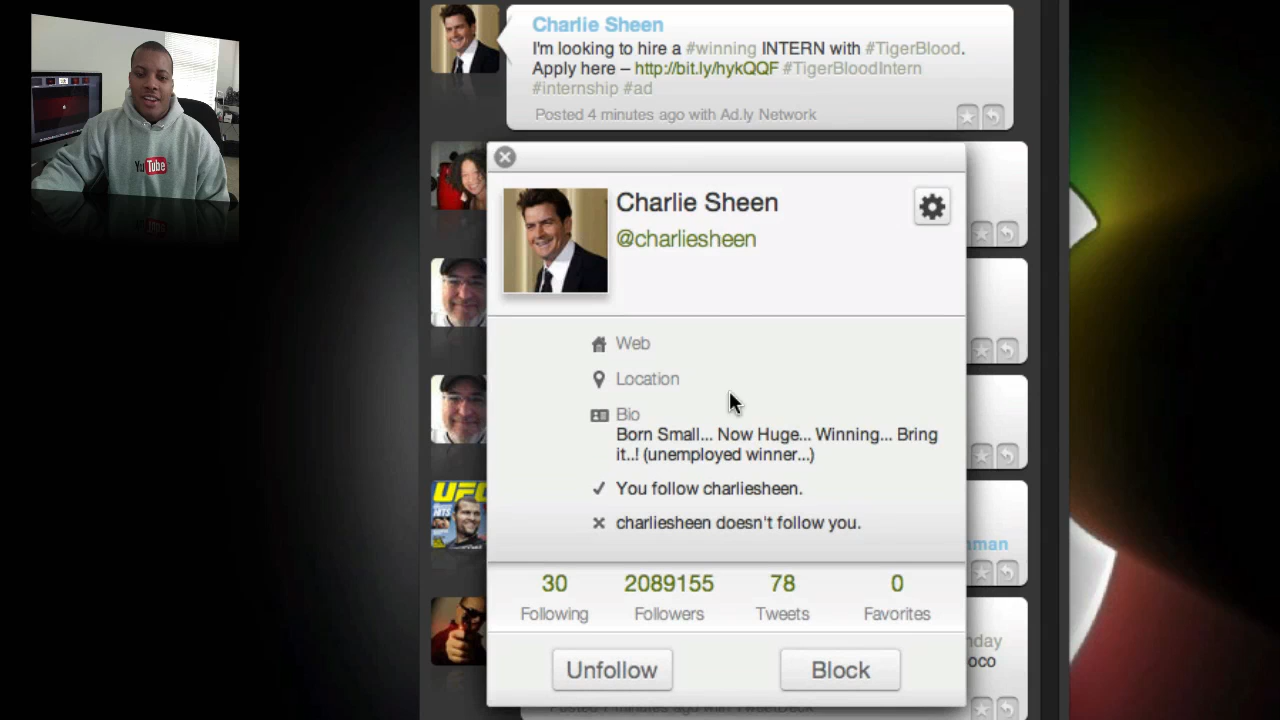 Charlie Sheen
I'm looking to hire a #winning INTERN with #TigerBlood.
Apply here – http://bit.ly/hykQQF #TigerBloodIntern
#internship #ad
Posted 4 minutes ago with Ad.ly Network
YouTube
Charlie Sheen
@charliesheen
Web
Location
Bio
Born Small... Now Huge... Winning... Bring
it..! (unemployed winner...)
You follow charliesheen.
charliesheen doesn't follow you.
UFC
HITS
30
2089155
78
0
Following
Followers
Tweets
Favorites
Unfollow
Block